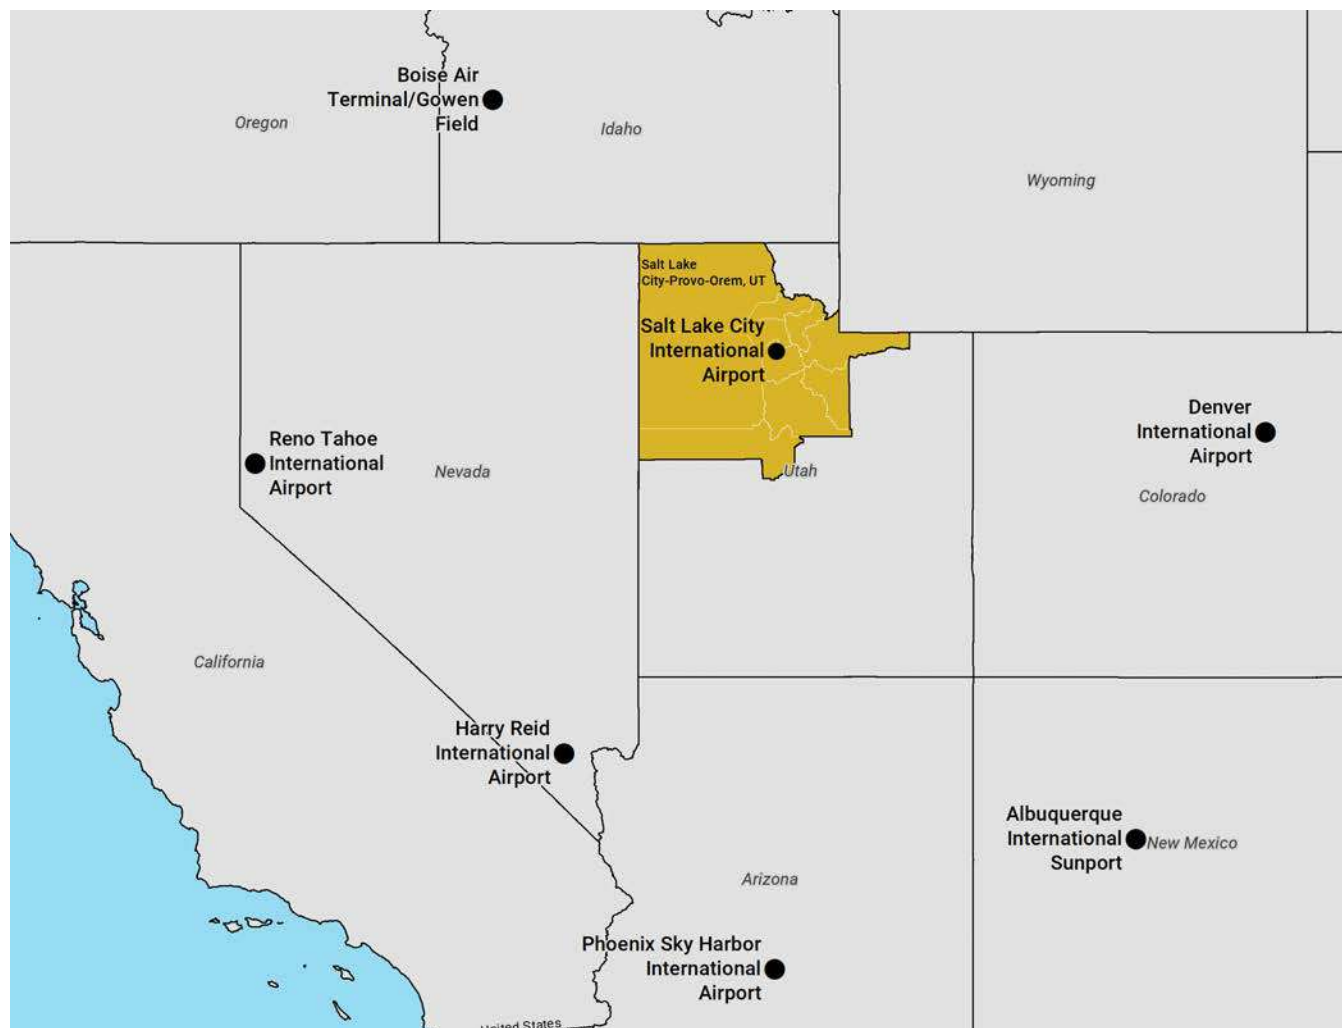 Boise Air
Terminal/Gowen
Field
Oregon
Idaho
Wyoming
Salt Lake
City-Provo-Orem, UT
Salt Lake City
International
Airport
Denver
International
Airport
Reno Tahoe
International
Airport
Nevada
Utah
Colorado
California
Harry Reid
International
Airport
Albuquerque
International
Sunport
New Mexico
Arizona
Phoenix Sky Harbor
International
Airport
United States